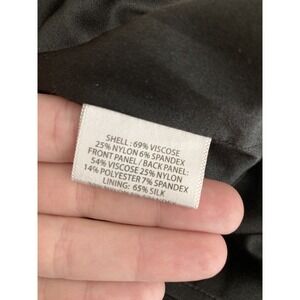 SHELL : 69% VISCOSE
25% NYLON 6% SPANDEX
FRONT PANEL / BACK PANEL:
54% VISCOSE 25% NYLON
14% POLYESTER 7% SPANDEX
LINING: 65% SILK